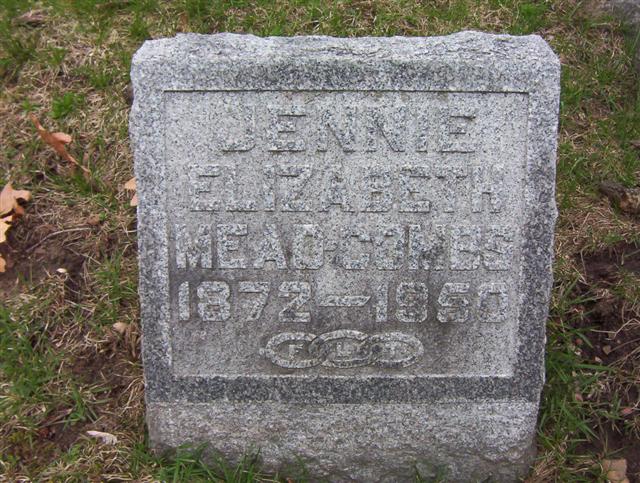 JENNIE
ELIZABETH
MEAD-COMBS
1872-1950
F L T